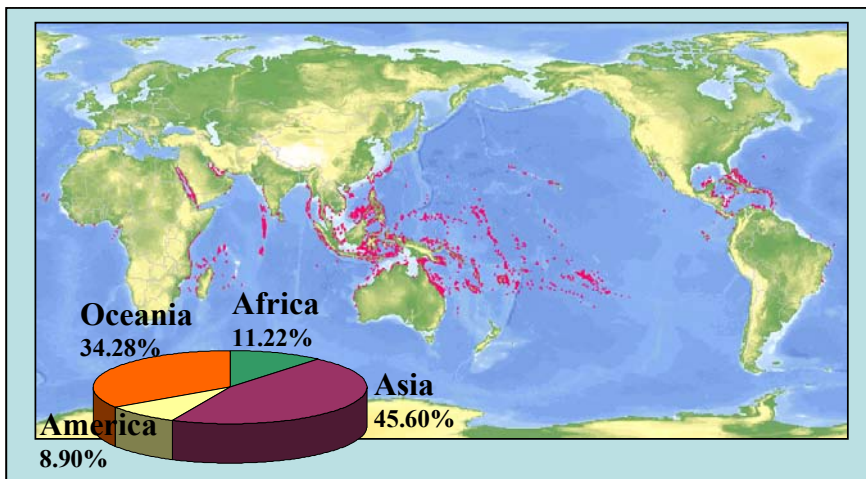 Oceania
34.28%
Africa
11.22%
Asia
45.60%
America
8.90%